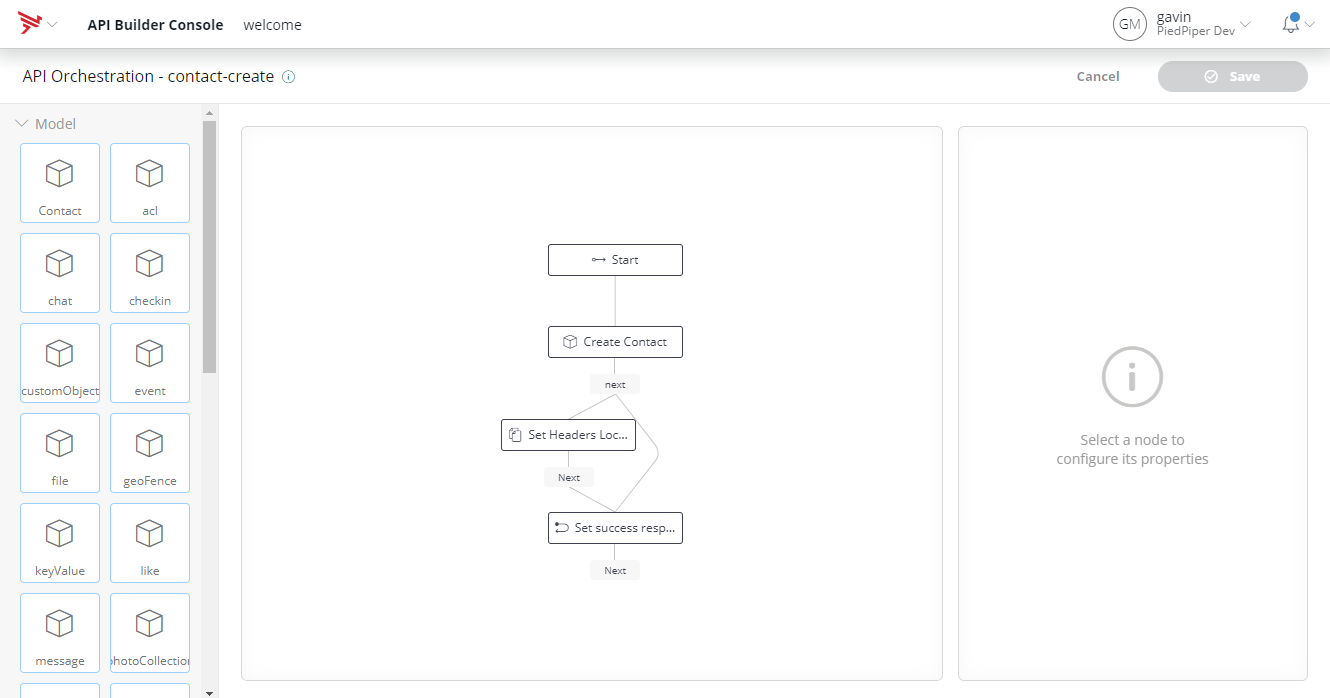 API Builder Console welcome
GM gavin
PiedPiper Dev
API Orchestration - contact-create
Cancel
Save
Model
Contact
acl
chat
checkin
customObject
event
file
geoFence
keyValue
like
message
photoCollection
Start
Create Contact
next
Set Headers Loc...
Next
Set success resp...
Next
Select a node to
configure its properties